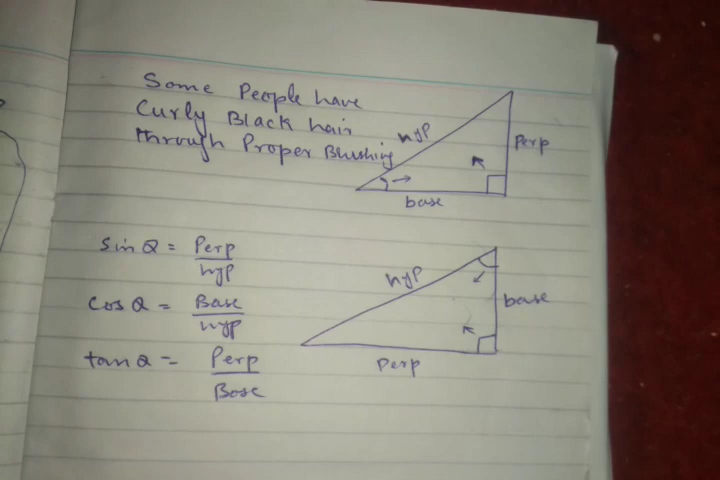 Some People have
Curly Black hair
through Proper Brushing
hyp
Perp
base
sin Q = Perp
hyp
cos Q = Base
hyp
tan Q = Perp
Base
hyp
base
Perp